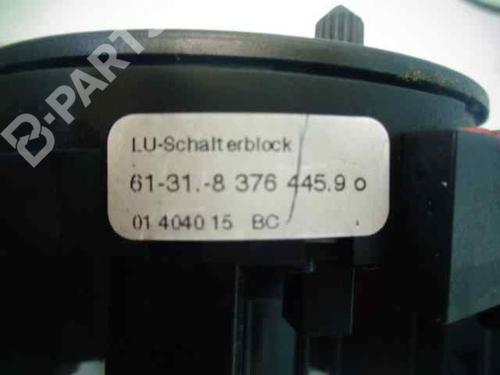 B-PARTS
I.U-Schalterblock
61-31.-8 376 445.9 o
01 4040 15 BC